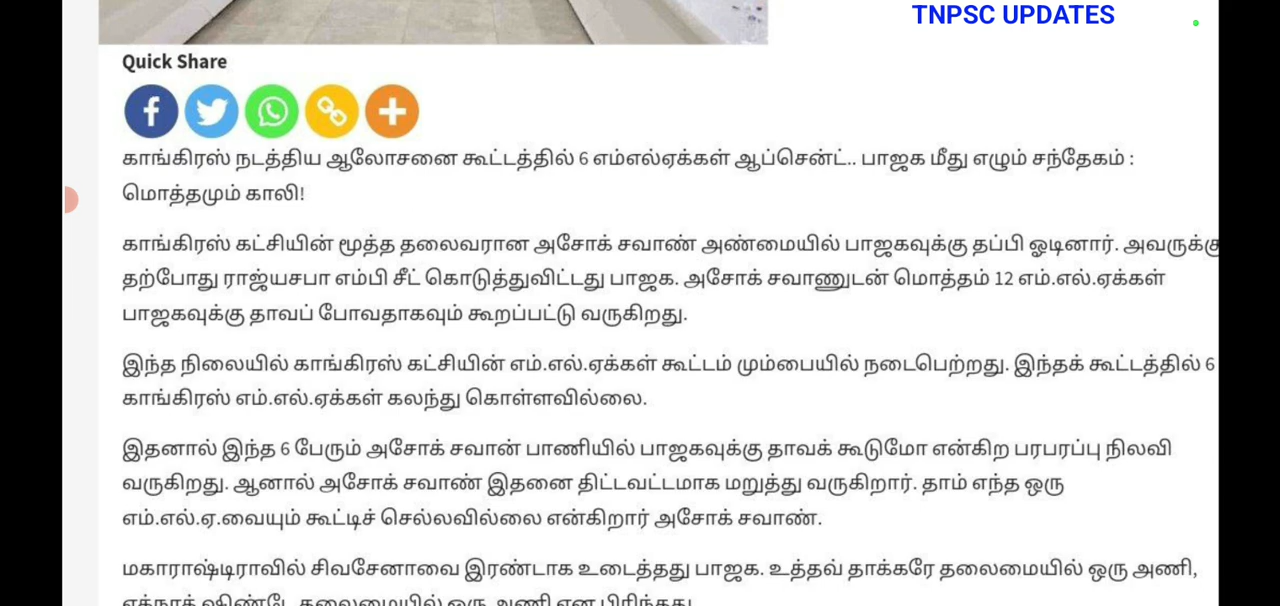 TNPSC UPDATES
Quick Share
காங்கிரஸ் நடத்திய ஆலோசனை கூட்டத்தில் 6 எம்எல்ஏக்கள் ஆப்சென்ட்.. பாஜக மீது எழும் சந்தேகம் :
மொத்தமும் காலி!
காங்கிரஸ் கட்சியின் மூத்த தலைவரான அசோக் சவாண் அண்மையில் பாஜகவுக்கு தப்பி ஓடினார். அவருக்கு
தற்போது ராஜ்யசபா எம்பி சீட் கொடுத்துவிட்டது பாஜக. அசோக் சவாணுடன் மொத்தம் 12 எம்.எல்.ஏக்கள்
பாஜகவுக்கு தாவப் போவதாகவும் கூறப்பட்டு வருகிறது.
இந்த நிலையில் காங்கிரஸ் கட்சியின் எம்.எல்.ஏக்கள் கூட்டம் மும்பையில் நடைபெற்றது. இந்தக் கூட்டத்தில் 6
காங்கிரஸ் எம்.எல்.ஏக்கள் கலந்து கொள்ளவில்லை.
இதனால் இந்த 6 பேரும் அசோக் சவான் பாணியில் பாஜகவுக்கு தாவக் கூடுமோ என்கிற பரபரப்பு நிலவி
வருகிறது. ஆனால் அசோக் சவாண் இதனை திட்டவட்டமாக மறுத்து வருகிறார். தாம் எந்த ஒரு
எம்.எல்.ஏ.வையும் கூட்டிச் செல்லவில்லை என்கிறார் அசோக் சவாண்.
மகாராஷ்டிராவில் சிவசேனாவை இரண்டாக உடைத்தது பாஜக. உத்தவ் தாக்கரே தலைமையில் ஒரு அணி,
ஏக்நாத் ஷிண்டே தலைமையில் ஒரு அணி என பிரிந்தது